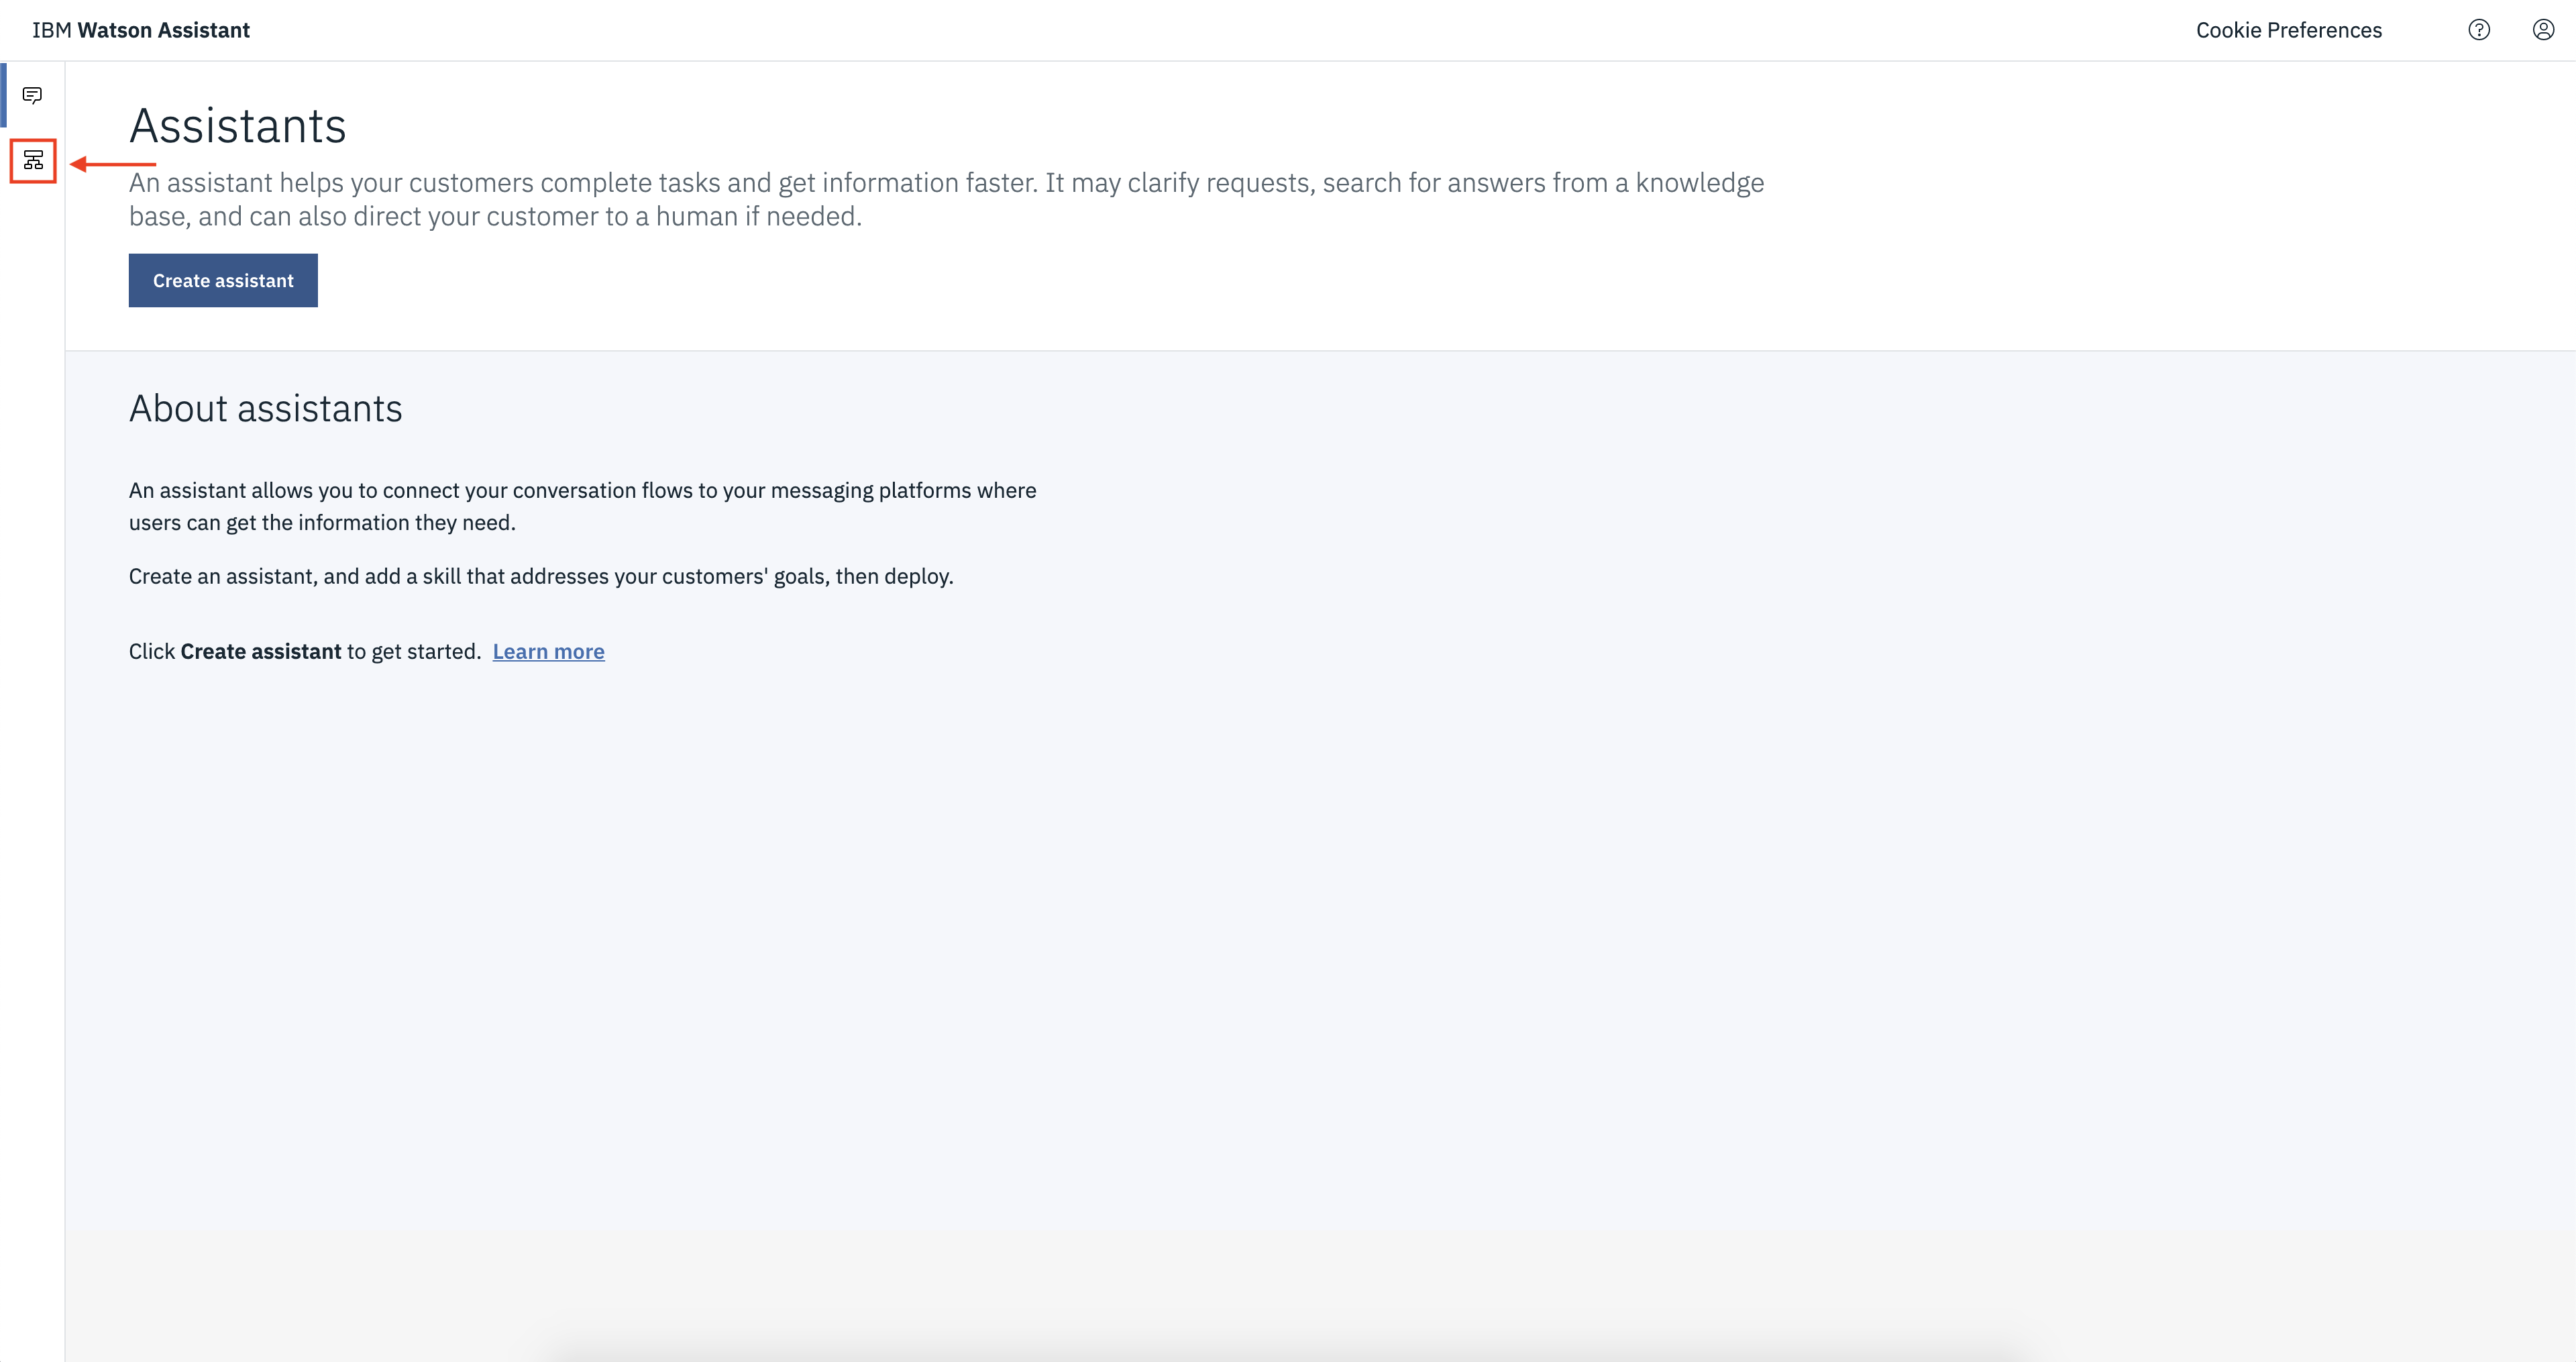 IBM Watson Assistant
Cookie Preferences
Assistants
An assistant helps your customers complete tasks and get information faster. It may clarify requests, search for answers from a knowledge
base, and can also direct your customer to a human if needed.
Create assistant
About assistants
An assistant allows you to connect your conversation flows to your messaging platforms where
users can get the information they need.
Create an assistant, and add a skill that addresses your customers' goals, then deploy.
Click Create assistant to get started. Learn more